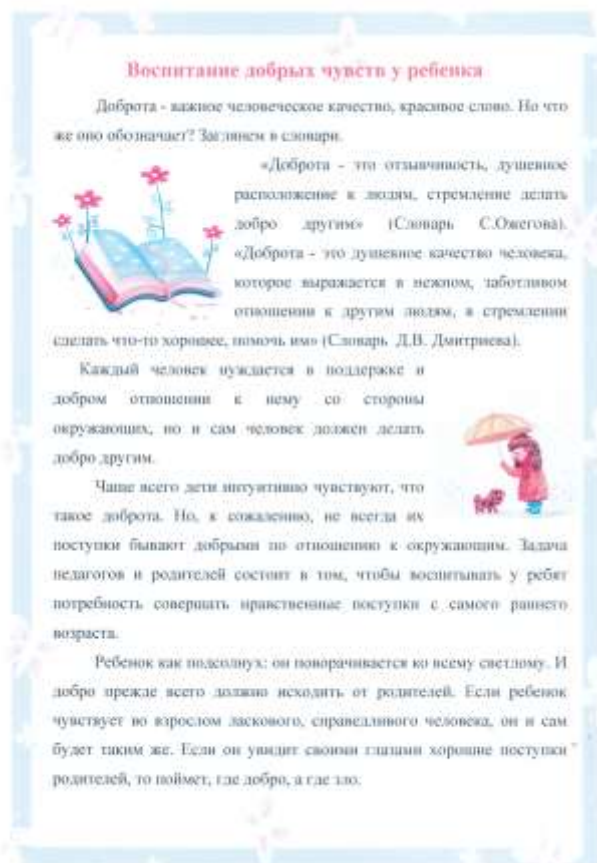 Воспитание добрых чувств у ребенка
Доброта - важное человеческое качество, красивое слово. Но что
же оно обозначает? Заглянем в словари.
«Доброта - это отзывчивость, душевное
расположение к людям, стремление делать
добро другим» (Словарь С.Ожегова).
«Доброта - это душевное качество человека,
которое выражается в нежном, заботливом
отношении к другим людям, в стремлении
сделать что-то хорошее, помочь им» (Словарь Д.В. Дмитриева).
Каждый человек нуждается в поддержке и
добром отношении к нему со стороны
окружающих, но и сам человек должен делать
добро другим.
Чаще всего дети интуитивно чувствуют, что
такое доброта. Но, к сожалению, не всегда их
поступки бывают добрыми по отношению к окружающим. Задача
педагогов и родителей состоит в том, чтобы воспитывать у ребят
потребность совершать нравственные поступки с самого раннего
возраста.
Ребенок как подсолнух: он поворачивается ко всему светлому. И
добро прежде всего должно исходить от родителей. Если ребенок
чувствует во взрослом ласкового, справедливого человека, он и сам
будет таким же. Если он увидит своими глазами хорошие поступки
родителей, то поймет, где добро, а где зло.